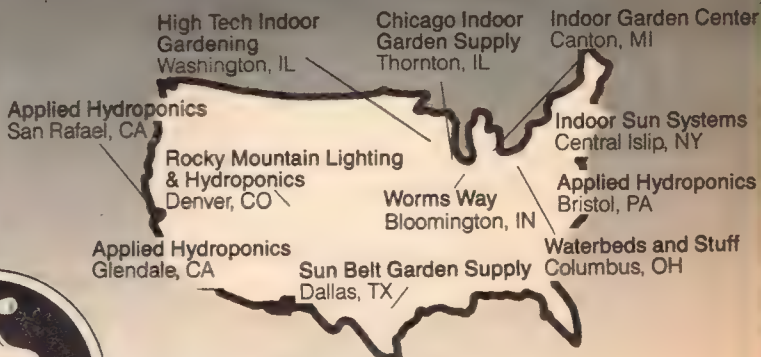 High Tech Indoor
Gardening
Washington, IL
Chicago Indoor
Garden Supply
Thornton, IL
Indoor Garden Center
Canton, MI
Applied Hydroponics
San Rafael, CA
Indoor Sun Systems
Central Islip, NY
Rocky Mountain Lighting
& Hydroponics
Denver, CO
Worms Way
Bloomington, IN
Applied Hydroponics
Bristol, PA
Applied Hydroponics
Glendale, CA
Sun Belt Garden Supply
Dallas, TX
Waterbeds and Stuff
Columbus, OH